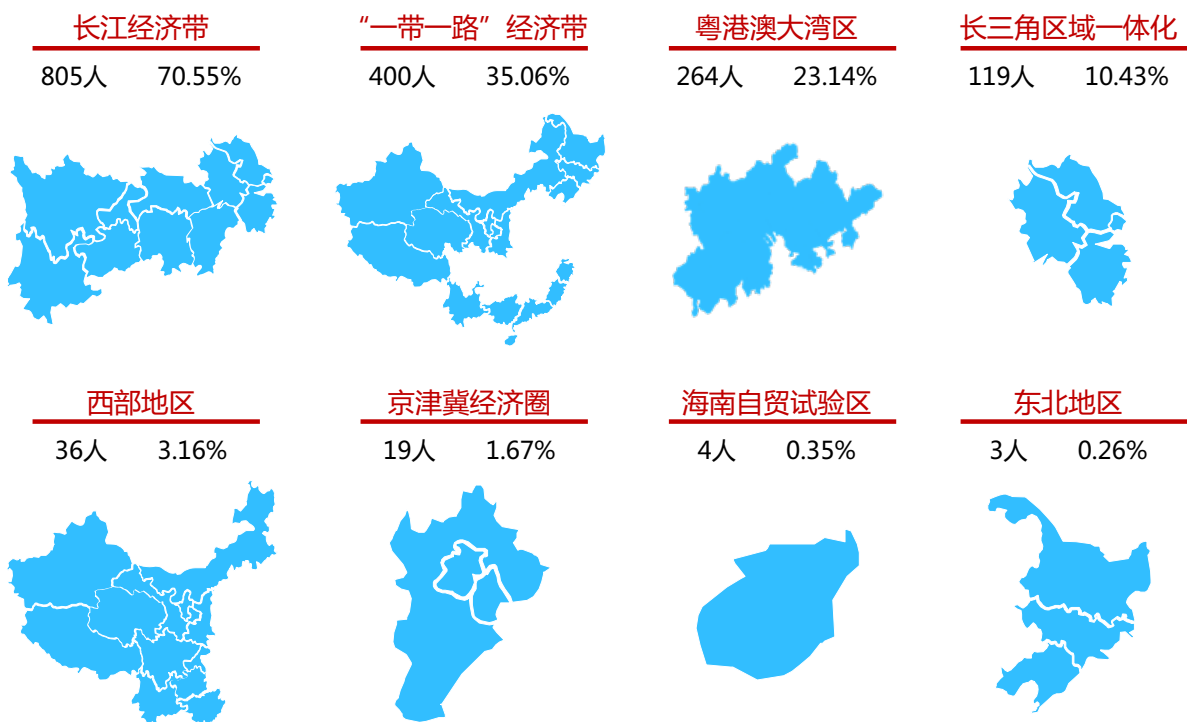 长江经济带
805人 70.55%
“一带一路”经济带
400人 35.06%
粤港澳大湾区
264人 23.14%
长三角区域一体化
119人 10.43%
西部地区
36人 3.16%
京津冀经济圈
19人 1.67%
海南自贸试验区
4人 0.35%
东北地区
3人 0.26%